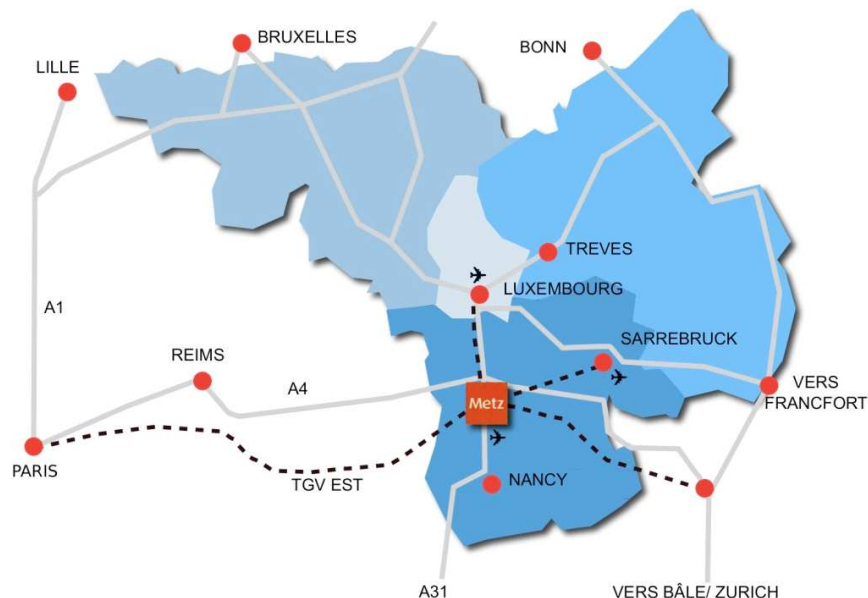 BRUXELLES
BONN
LILLE
TREVES
LUXEMBOURG
A1
SARREBRUCK
REIMS
A4
VERS
FRANCFORT
Metz
PARIS
TGV EST
NANCY
A31
VERS BÂLE/ ZURICH